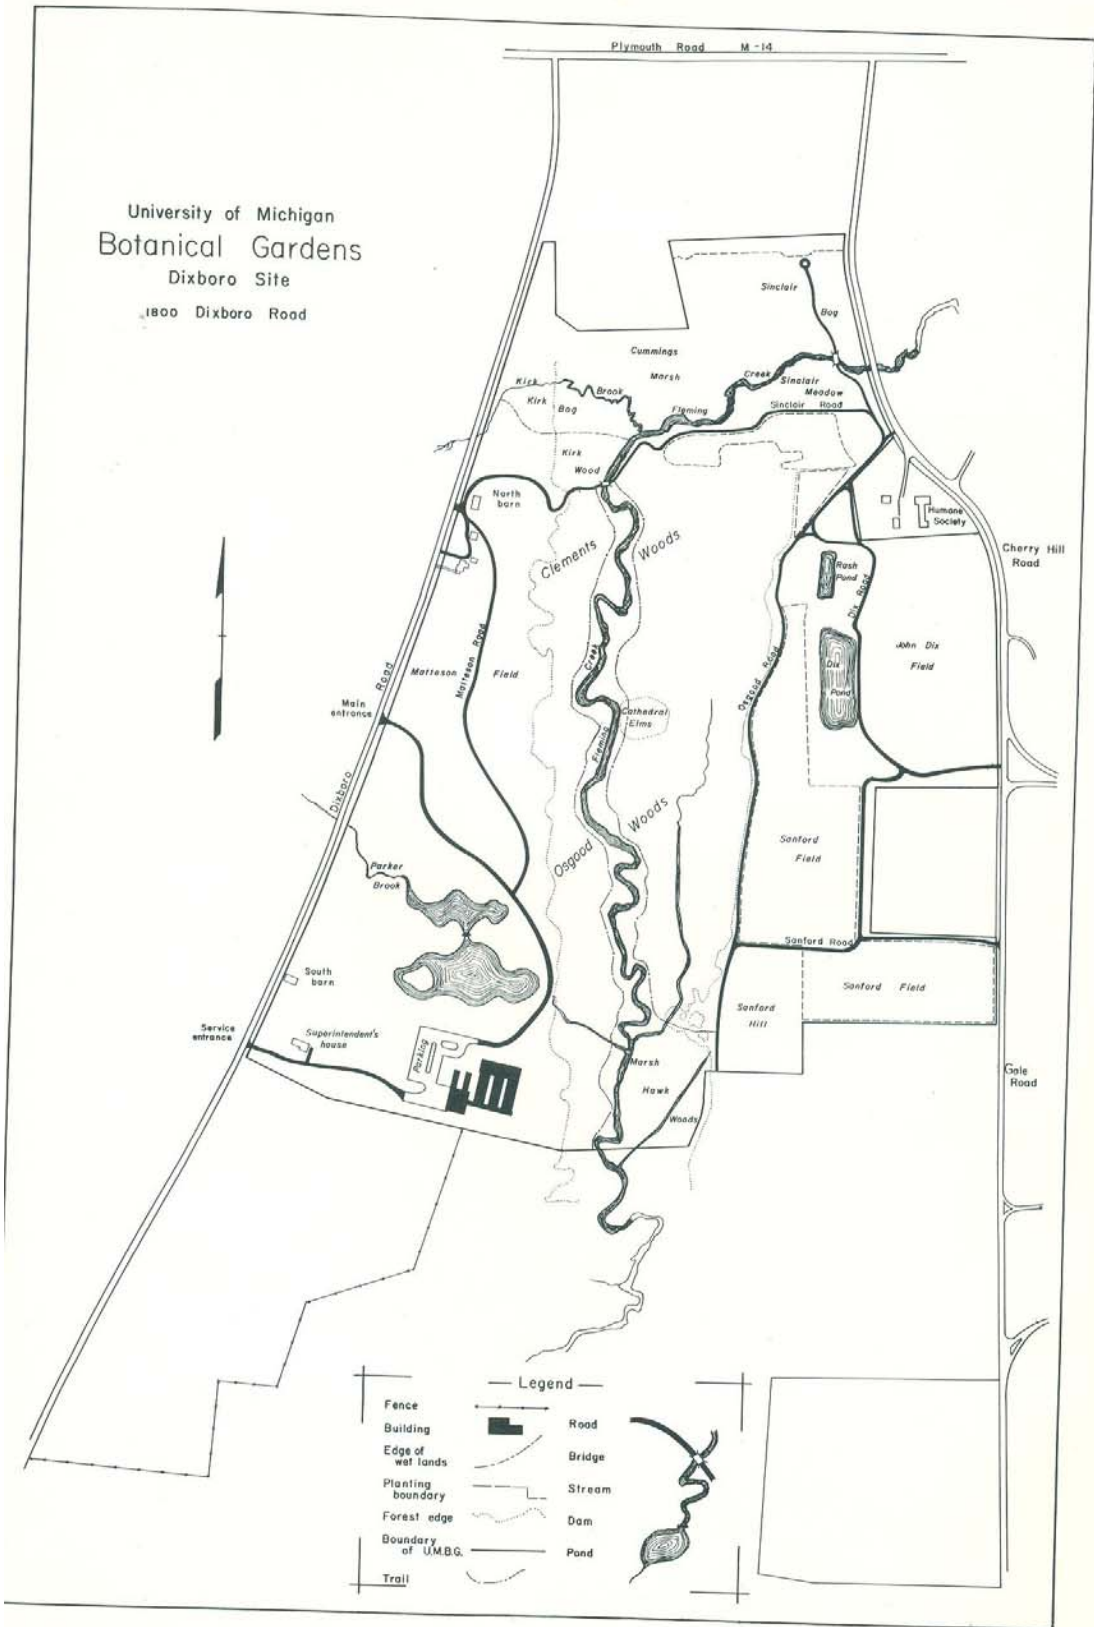 Plymouth Road M-14
University of Michigan
Botanical Gardens
Dixboro Site
1800 Dixboro Road
Sinclair
Bog
Cummings
Marsh
Creek
Sinclair
Meadow
Sinclair Road
Fleming
Kirk
Brook
Kirk
Bog
Kirk
Wood
North
barn
Humane
Society
Cherry Hill
Road
Clements
Woods
Rash
Pond
Dix Road
John Dix
Field
Matteson
Matteson Road
Field
Road
Creek
Osgood Road
Dix
Pond
Main
entrance
Cathedral
Elms
Fleming
Dixboro
Woods
Osgood
Sanford
Field
Parker
Brook
Sanford Road
South
barn
Sanford Field
Sanford
Hill
Service
entrance
Superintendent's
house
Parking
Marsh
Hawk
Woods
Gale
Road
Legend
Fence
Building
Edge of
wet lands
Planting
boundary
Forest edge
Boundary
of U.M.B.G.
Trail
Road
Bridge
Stream
Dam
Pond